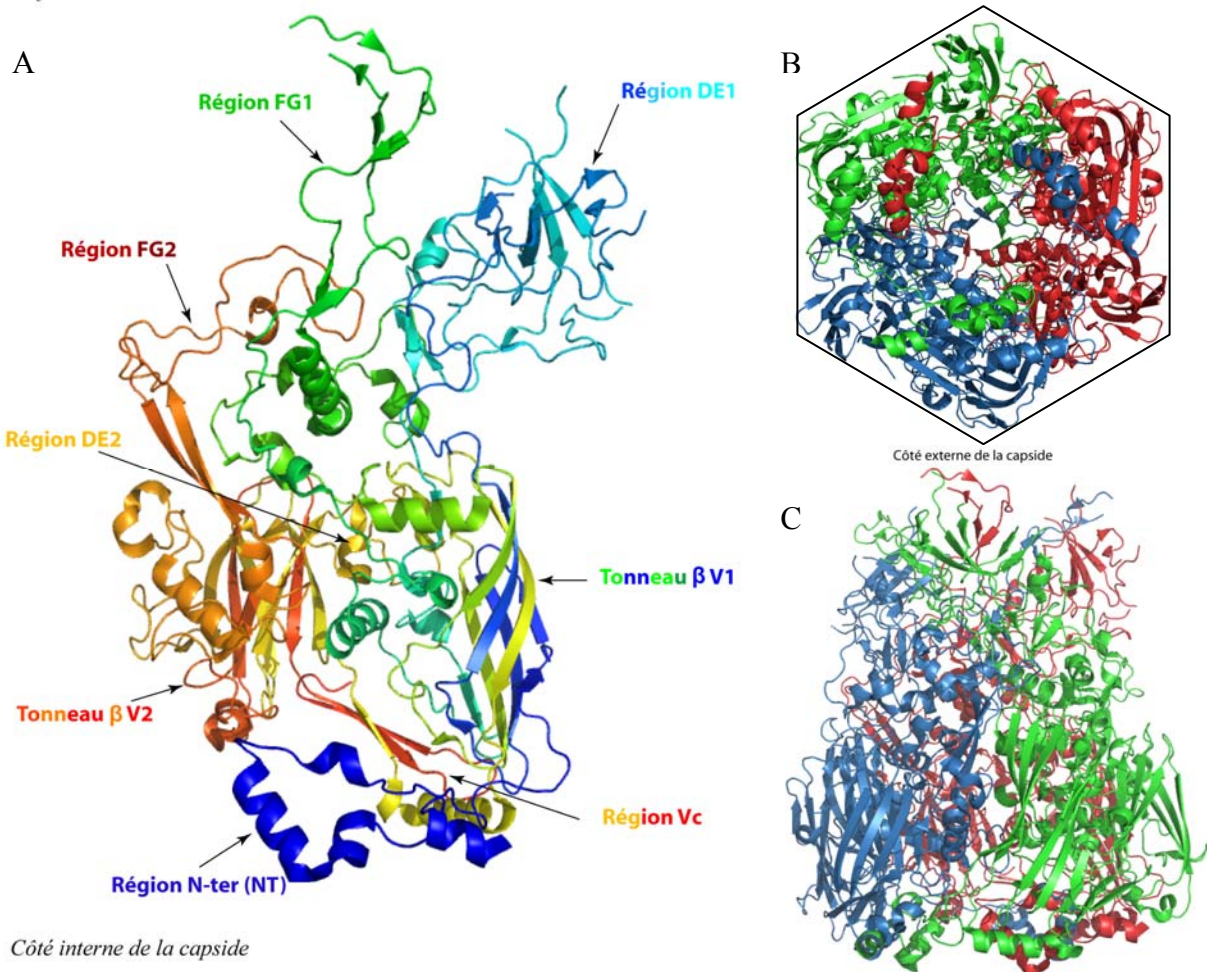 A
Région FG1
Région DE1
Région FG2
Région DE2
Tonneau β V1
Tonneau β V2
Région Vc
Région N-ter (NT)
Côté interne de la capside
B
Côté externe de la capside
C